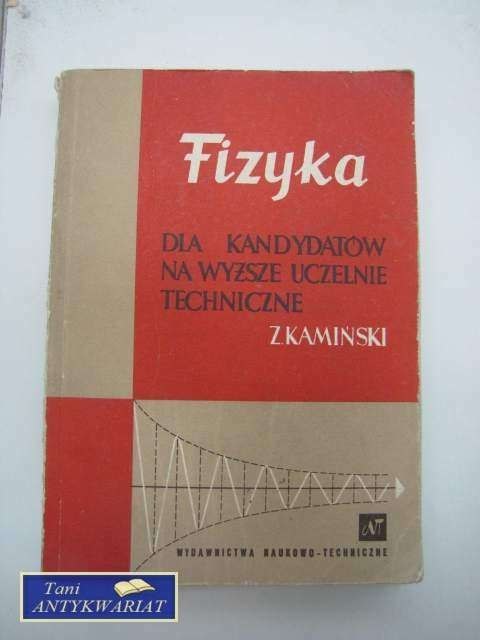 Fizyka
DLA KANDYDATÓW
NA WYŻSZE UCZELNIE
TECHNICZNE
Z. KAMIŃSKI
WYDAWNICTWA NAUKOWO-TECHNICZNE
Tani
ANTYKWARIAT